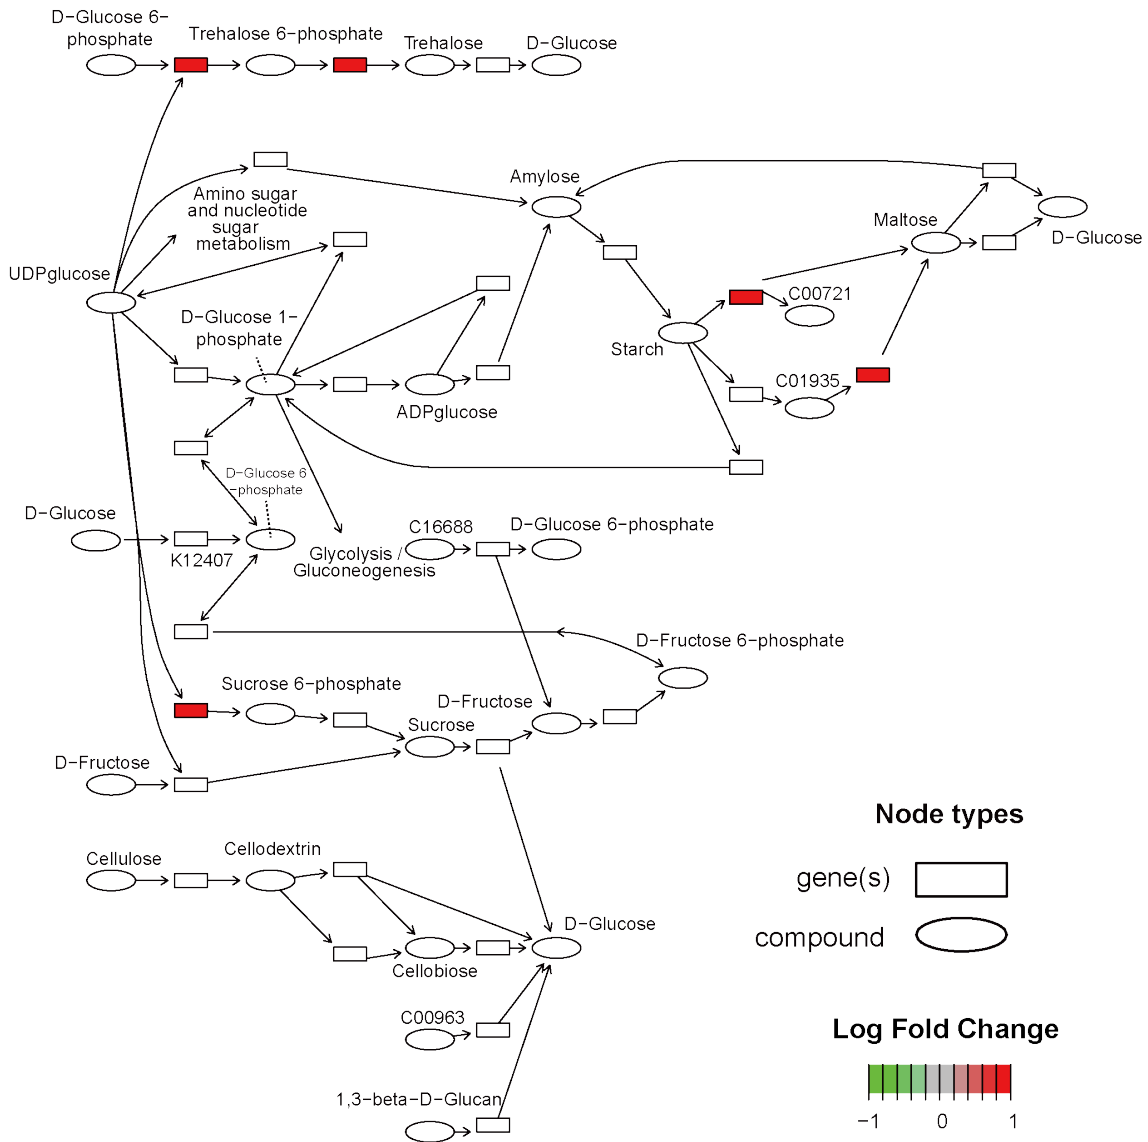 D−Glucose 6−
phosphate
Trehalose 6−phosphate
Trehalose
D−Glucose
Amylose
Amino sugar
and nucleotide
sugar
metabolism
Maltose
D−Glucose
UDPglucose
C00721
D−Glucose 1−
phosphate
Starch
C01935
ADPglucose
D−Glucose 6
−phosphate
D−Glucose
K12407
C16688
D−Glucose 6−phosphate
Glycolysis /
Gluconeogenesis
D−Fructose 6−phosphate
Sucrose 6−phosphate
D−Fructose
Sucrose
D−Fructose
Cellulose
Cellodextrin
D−Glucose
Cellobiose
C00963
1,3−beta−D−Glucan
Node types
gene(s)
compound
Log Fold Change
−1 0 1